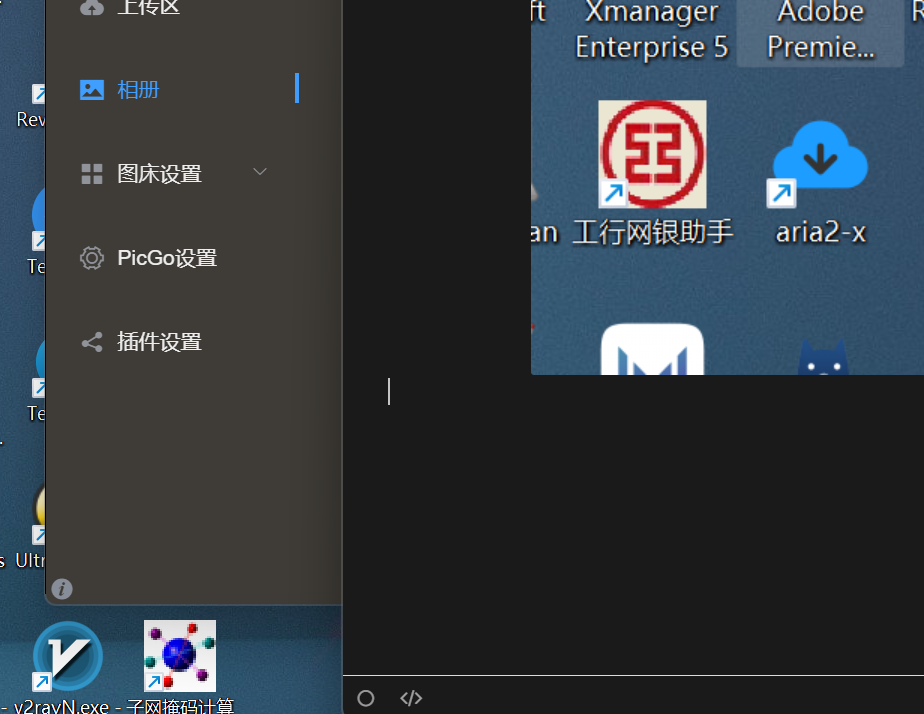 上传区
相册
图床设置
PicGo设置
插件设置
Rev
Te
Te
Ultr
v2rayN.exe -
子网掩码计算
ft
Xmanager
Enterprise 5
Adobe
Premie...
an
工行网银助手
aria2-x